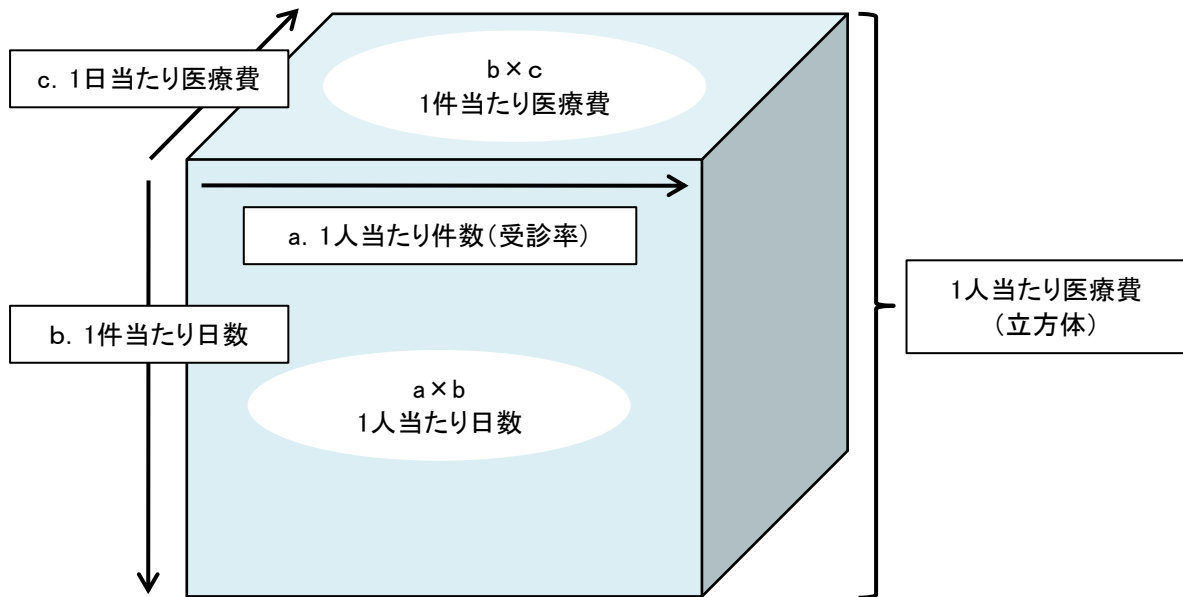 c. 1日当たり医療費
b×c
1件当たり医療費
a. 1人当たり件数(受診率)
1人当たり医療費
(立方体)
b. 1件当たり日数
a×b
1人当たり日数